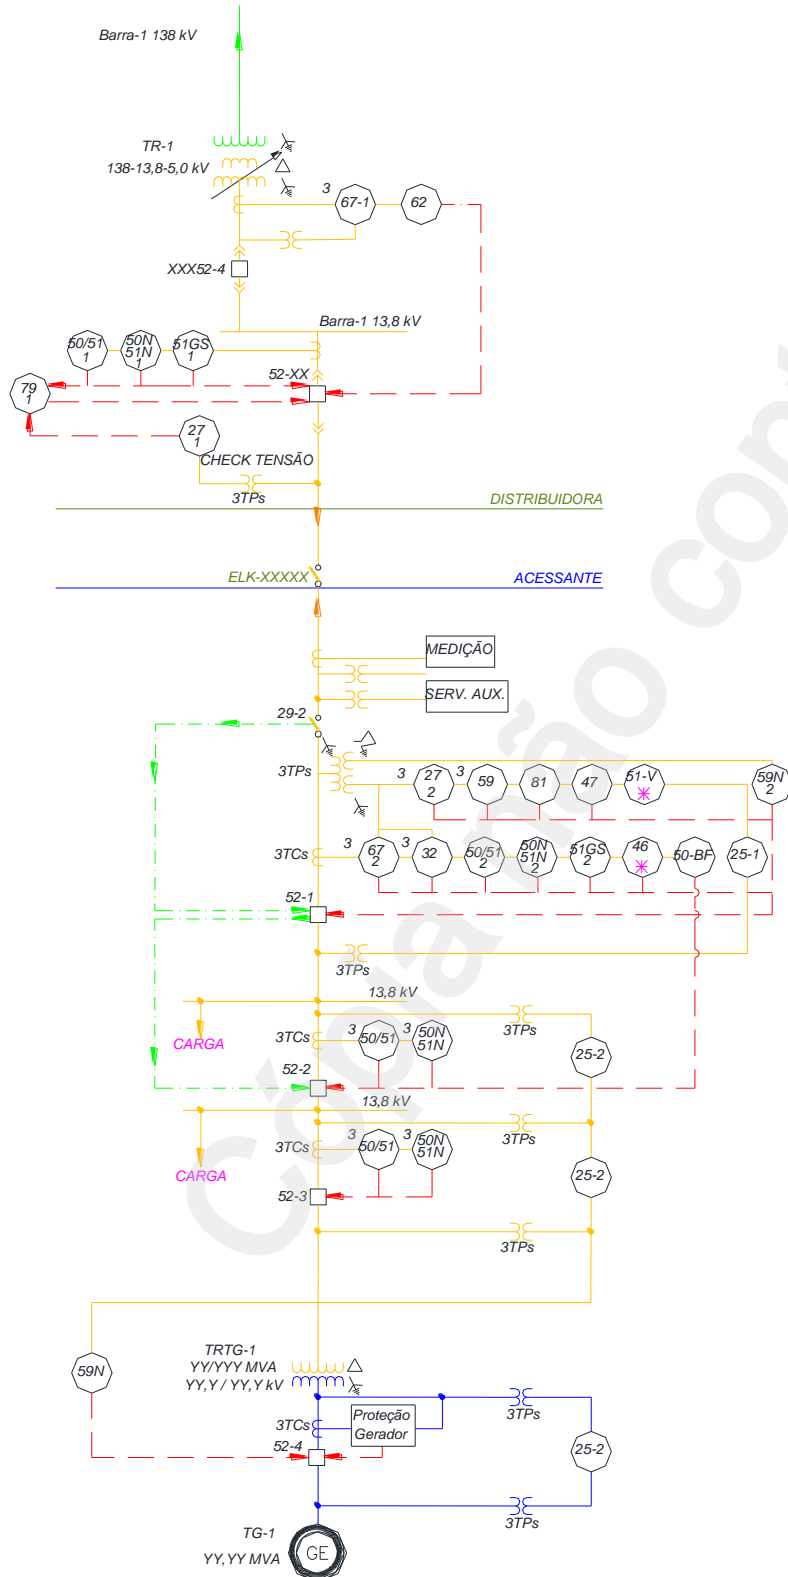 Barra-1 138 kV
TR-1
138-13,8-5,0 kV
3
67-1
62
XXX52-4
Barra-1 13,8 kV
50/51
1
50N
51N
1
51GS
1
52-XX
79
1
27
1
CHECK TENSÃO
3TPs
DISTRIBUIDORA
ELK-XXXXX
ACESSANTE
MEDIÇÃO
SERV. AUX.
29-2
3TPs
3
27
2
3
59
81
47
51-V
59N
2
3TCs
3
67
2
3
32
50/51
2
50N
51N
2
51GS
2
46
50-BF
25-1
52-1
3TPs
13,8 kV
3TPs
CARGA
3TCs
3
50/51
3
50N
51N
25-2
52-2
13,8 kV
3TPs
CARGA
3TCs
3
50/51
3
50N
51N
25-2
52-3
3TPs
59N
TRTG-1
YY/YYY MVA
YY,Y / YY,Y kV
3TPs
3TCs
Proteção
Gerador
52-4
25-2
3TPs
TG-1
YY,YY MVA
GE
Cópia não